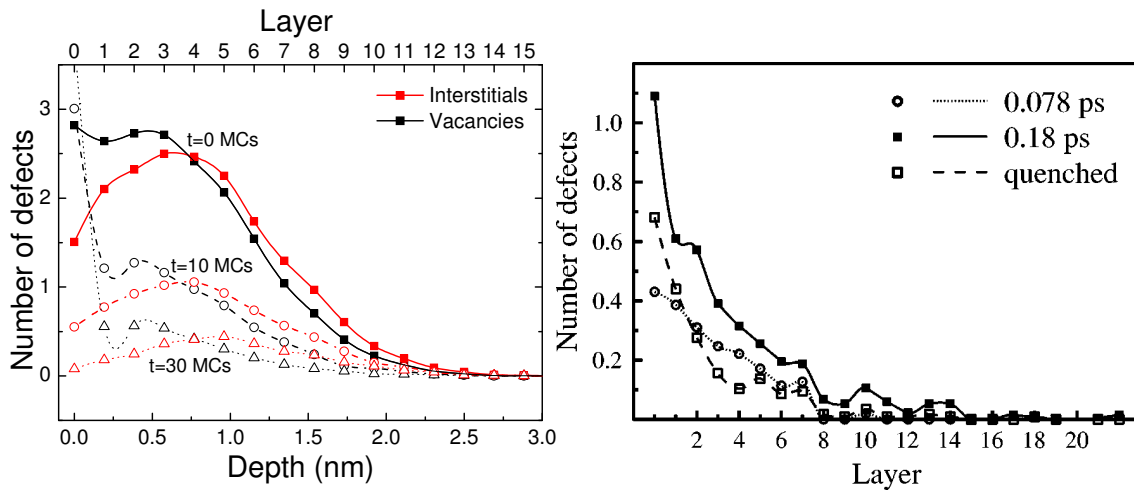 Layer
0 1 2 3 4 5 6 7 8 9 10 11 12 13 14 15
Number of defects
3
2
1
0
Interstitials
Vacancies
t=0 MCs
t=10 MCs
t=30 MCs
0.0 0.5 1.0 1.5 2.0 2.5 3.0
Depth (nm)
Number of defects
1.0
0.8
0.6
0.4
0.2
0.078 ps
0.18 ps
quenched
2 4 6 8 10 12 14 16 18 20
Layer